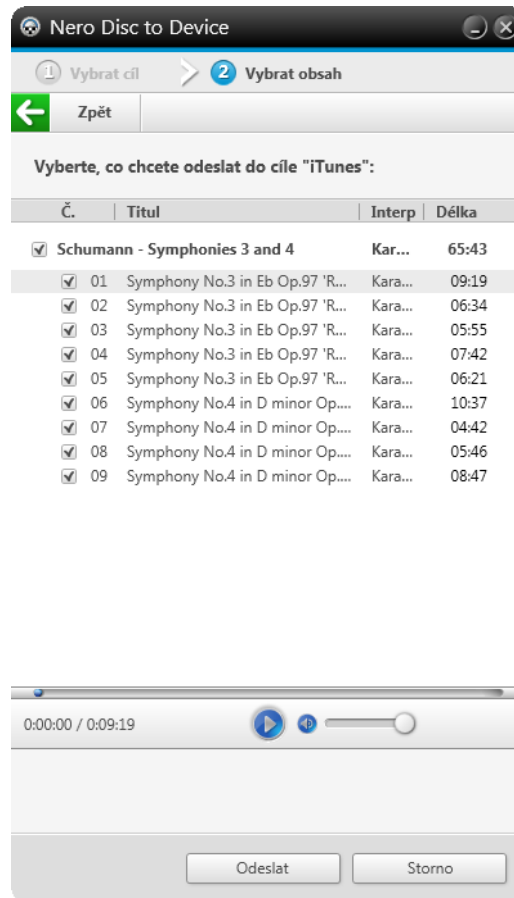 Nero Disc to Device
1 Vybrat cíl 2 Vybrat obsah
Zpět
Vyberte, co chcete odeslat do cíle "iTunes":
Č. Titul Interp Délka
Schumann - Symphonies 3 and 4 Kar... 65:43
01 Symphony No.3 in Eb Op.97 'R... Kara... 09:19
02 Symphony No.3 in Eb Op.97 'R... Kara... 06:34
03 Symphony No.3 in Eb Op.97 'R... Kara... 05:55
04 Symphony No.3 in Eb Op.97 'R... Kara... 07:42
05 Symphony No.3 in Eb Op.97 'R... Kara... 06:21
06 Symphony No.4 in D minor Op.... Kara... 10:37
07 Symphony No.4 in D minor Op.... Kara... 04:42
08 Symphony No.4 in D minor Op.... Kara... 05:46
09 Symphony No.4 in D minor Op.... Kara... 08:47
0:00:00 / 0:09:19
Odeslat Storno